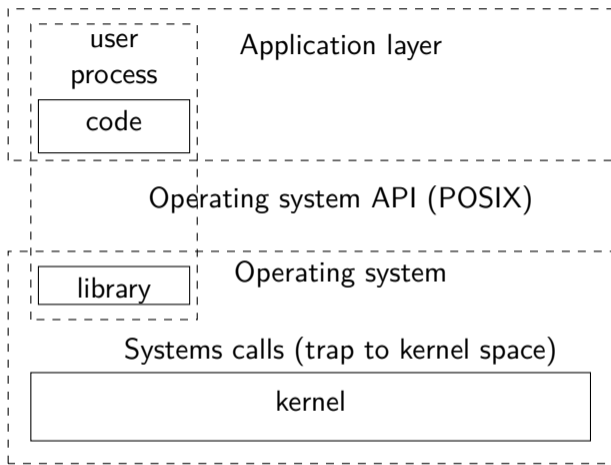 user
process
Application layer
code
Operating system API (POSIX)
Operating system
library
Systems calls (trap to kernel space)
kernel